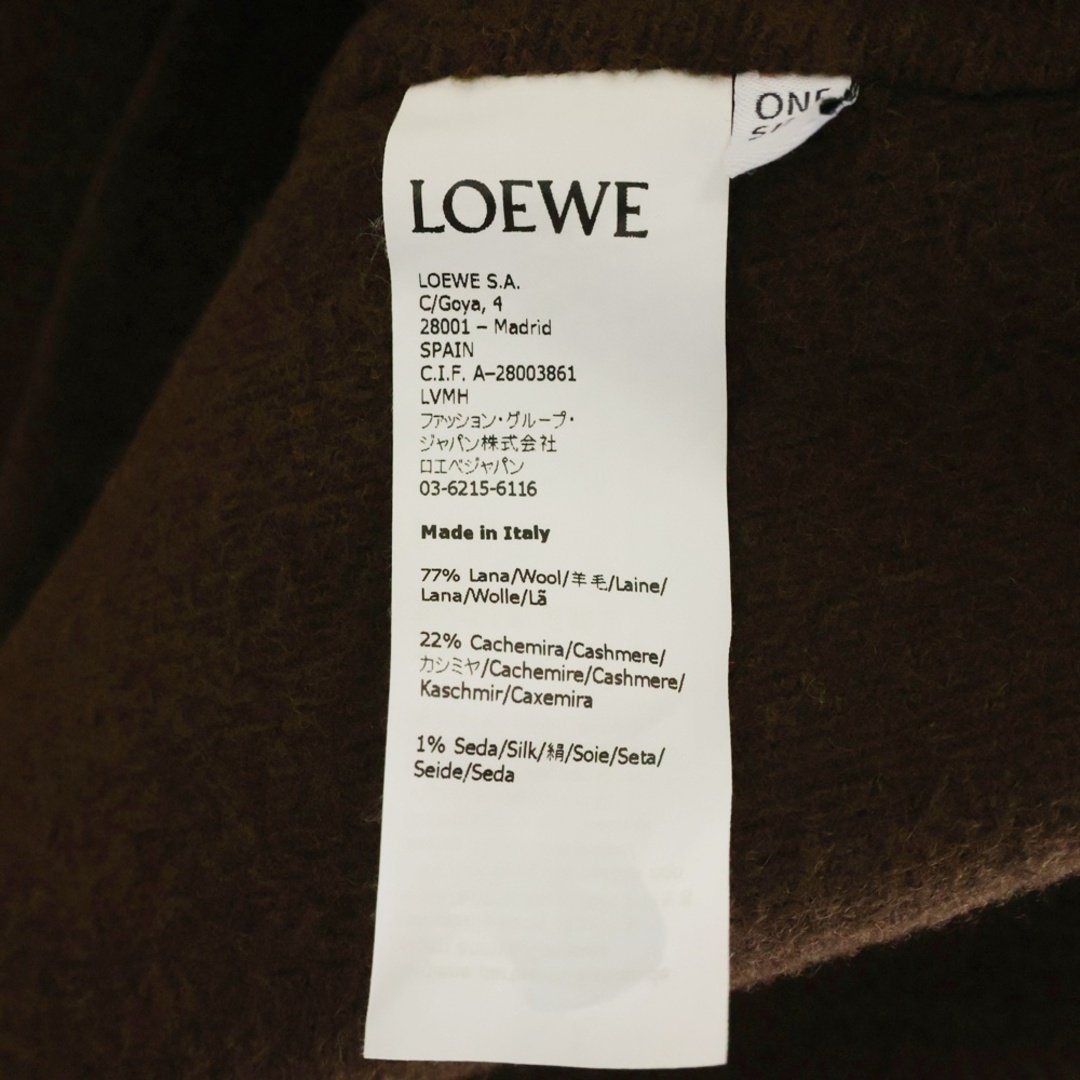 LOEWE
LOEWE S.A.
C/Goya, 4
28001 – Madrid
SPAIN
C.I.F. A–28003861
LVMH
ファッション・グループ・
ジャパン株式会社
ロエベジャパン
03-6215-6116
Made in Italy
77% Lana/Wool/羊毛/Laine/
Lana/Wolle/Lã
22% Cachemira/Cashmere/
カシミヤ/Cachemire/Cashmere/
Kaschmir/Caxemira
1% Seda/Silk/絹/Soie/Seta/
Seide/Seda
ONE